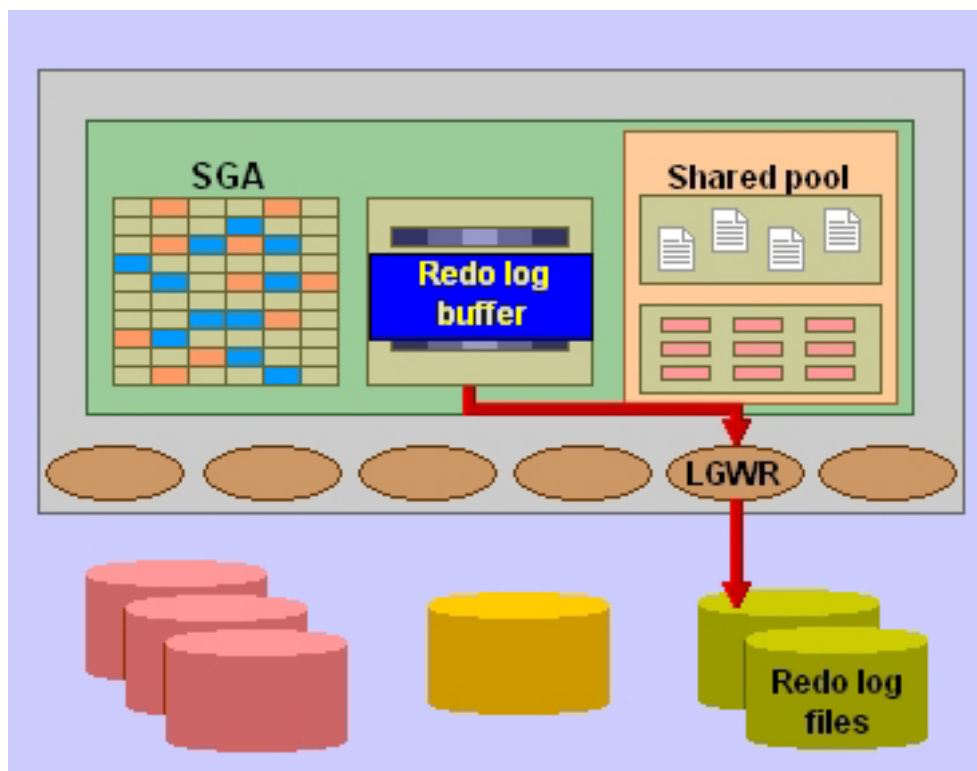 SGA
Shared pool
Redo log
buffer
LGWR
Redo log
files